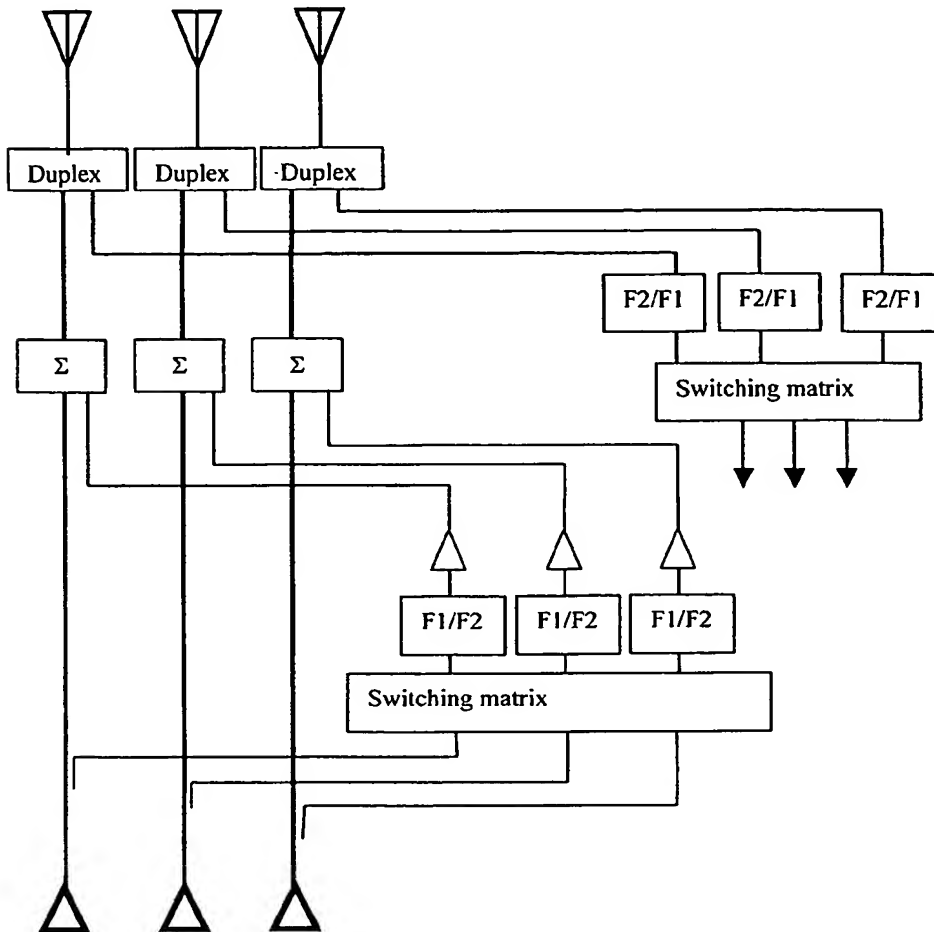 Duplex Duplex Duplex
F2/F1 F2/F1 F2/F1
Σ Σ Σ
Switching matrix
F1/F2 F1/F2 F1/F2
Switching matrix